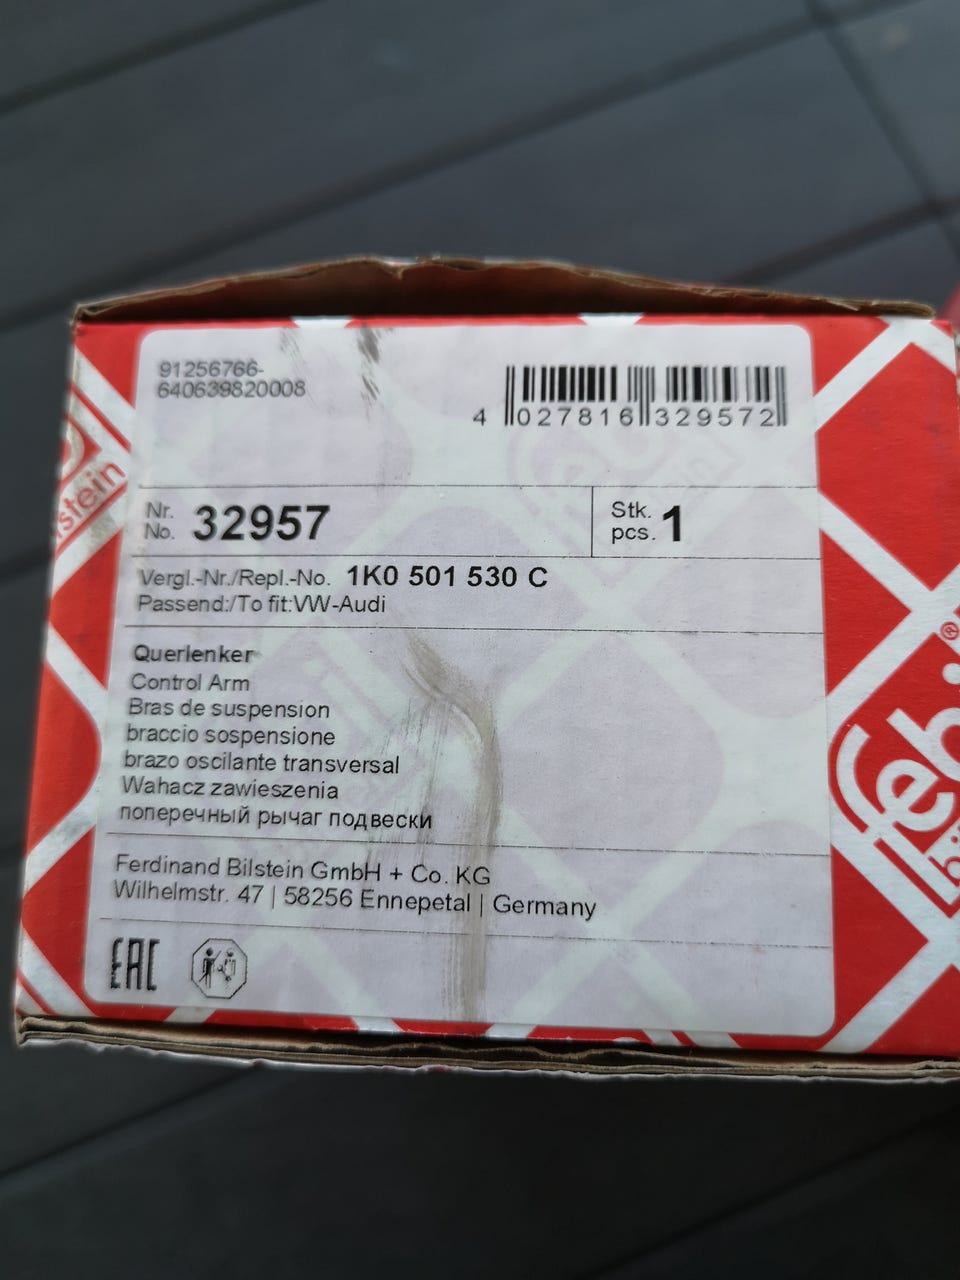 91256766-
640639820008
4 027816 329572
Nr.
No. 32957
Stk.
pcs. 1
Vergl.-Nr./Repl.-No. 1K0 501 530 C
Passend:/To fit:VW-Audi
Querlenker
Control Arm
Bras de suspension
braccio sospensione
brazo oscilante transversal
Wahacz zawieszenia
поперечный рычаг подвески
Ferdinand Bilstein GmbH + Co. KG
Wilhelmstr. 47 | 58256 Ennepetal | Germany
EAC
stein
feb
®